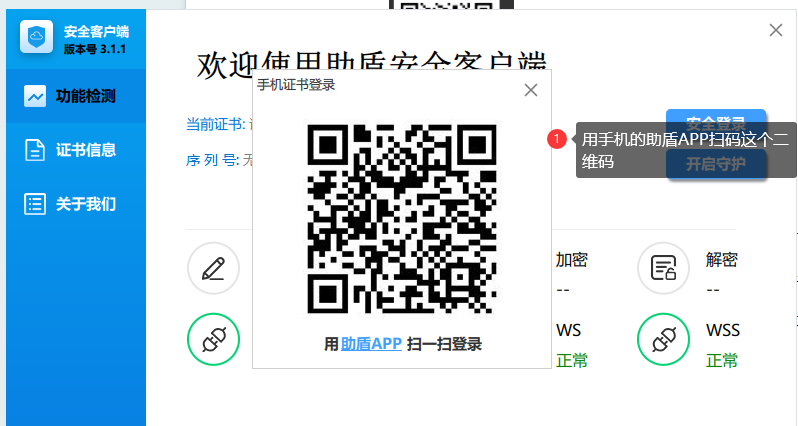 安全客户端
版本号 3.1.1
功能检测
证书信息
关于我们
欢迎使用助盾安全客户端
当前证书:
序 列 号: 无
手机证书登录
用助盾APP 扫一扫登录
1
用手机的助盾APP扫码这个二
维码
安全登录
开启守护
加密
--
解密
--
WS
正常
WSS
正常